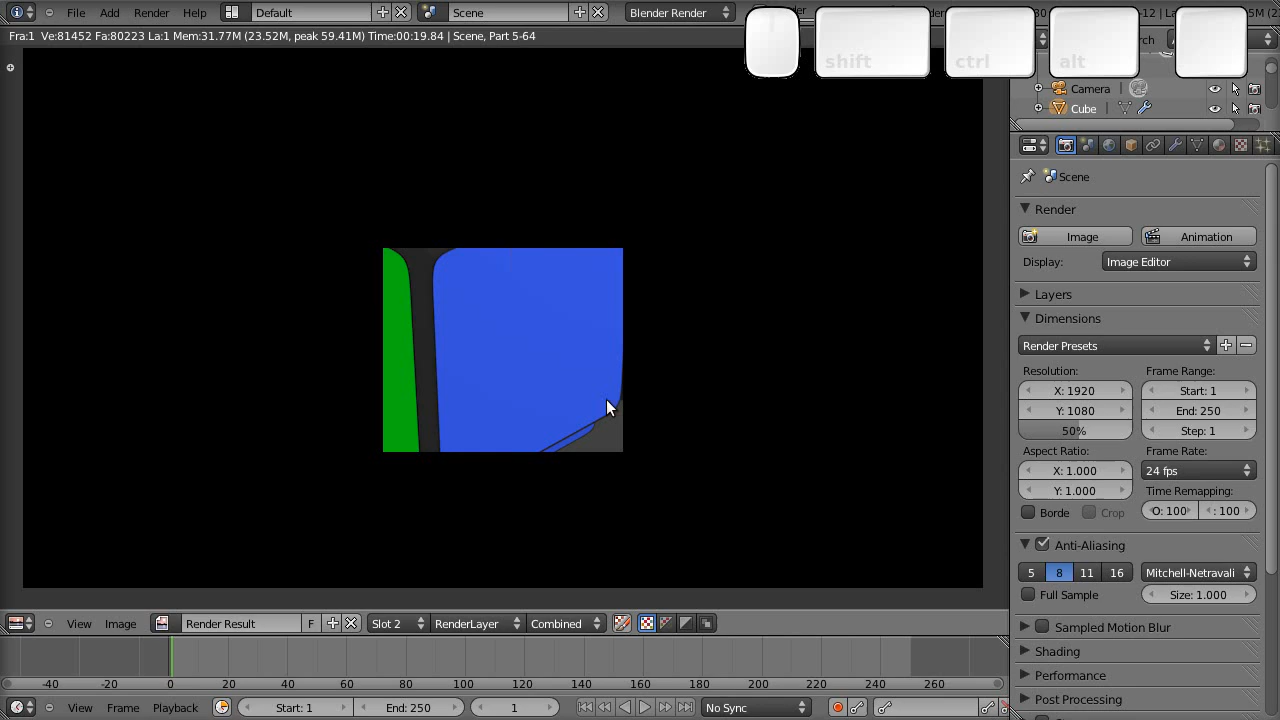 File Add Render Help Default Scene Blender Render
Fra:1 Ve:81452 Fa:80223 La:1 Mem:31.77M (23.52M, peak 59.41M) Time:00:19.84 | Scene, Part 5-64
shift ctrl alt
Camera
Cube
Scene
Render
Image Animation
Display: Image Editor
Layers
Dimensions
Render Presets
Resolution: Frame Range:
X: 1920 Start: 1
Y: 1080 End: 250
50% Step: 1
Aspect Ratio: Frame Rate:
X: 1.000 24 fps
Y: 1.000 Time Remapping:
Borde Crop O: 100 : 100
Anti-Aliasing
5 8 11 16 Mitchell-Netravali
Full Sample Size: 1.000
Sampled Motion Blur
Shading
Performance
Post Processing
View Image Render Result F Slot 2 RenderLayer Combined
-40 -20 0 20 40 60 80 100 120 140 160 180 200 220 240 260
View Frame Playback Start: 1 End: 250 1 No Sync